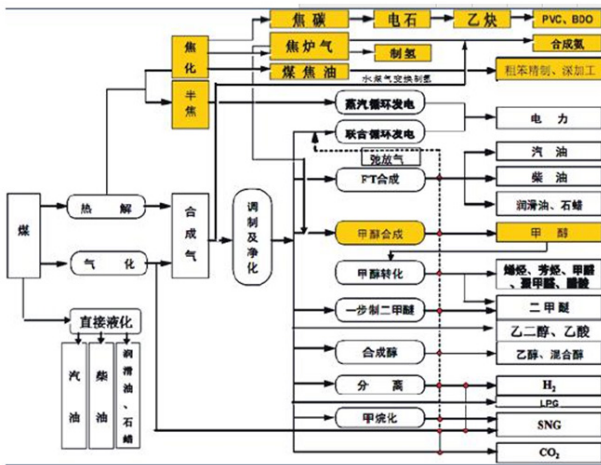 焦碳
电石
乙炔
PVC、BDO
焦化
焦炉气
制氢
合成氨
煤焦油
水煤气变换制氢
粗苯精制、深加工
半焦
蒸汽循环发电
联合循环发电
电 力
弛放气
汽 油
FT合成
柴 油
润滑油、石蜡
煤
热 解
气 化
合成气
调制及净化
甲醇合成
甲 醇
甲醇转化
烯烃、芳烃、甲醛
、聚甲醛、醋酸
一步制二甲醚
二甲醚
乙二醇、乙酸
合成醇
乙醇、混合醇
分 离
H₂
LPG
甲烷化
SNG
CO₂
直接液化
汽油
柴油
润滑油、石蜡